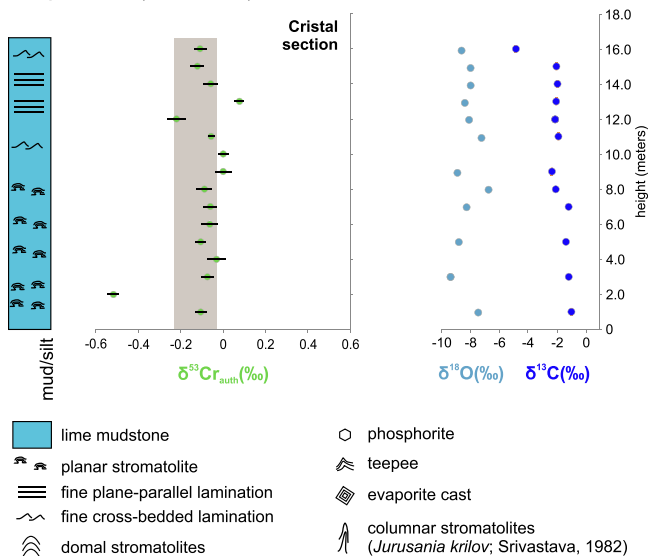 Cristal
section
18.0
16.0
14.0
12.0
10.0
8.0
6.0
4.0
2.0
0
height (meters)
mud/silt
-0.6 -0.4 -0.2 0 0.2 0.4 0.6
-10 -8 -6 -4 -2 0
δ⁵³Cr_auth(‰)
δ¹⁸O(‰) δ¹³C(‰)
lime mudstone
planar stromatolite
fine plane-parallel lamination
fine cross-bedded lamination
domal stromatolites
phosphorite
teepee
evaporite cast
columnar stromatolites
(Jurusania krilov; Srivastava, 1982)